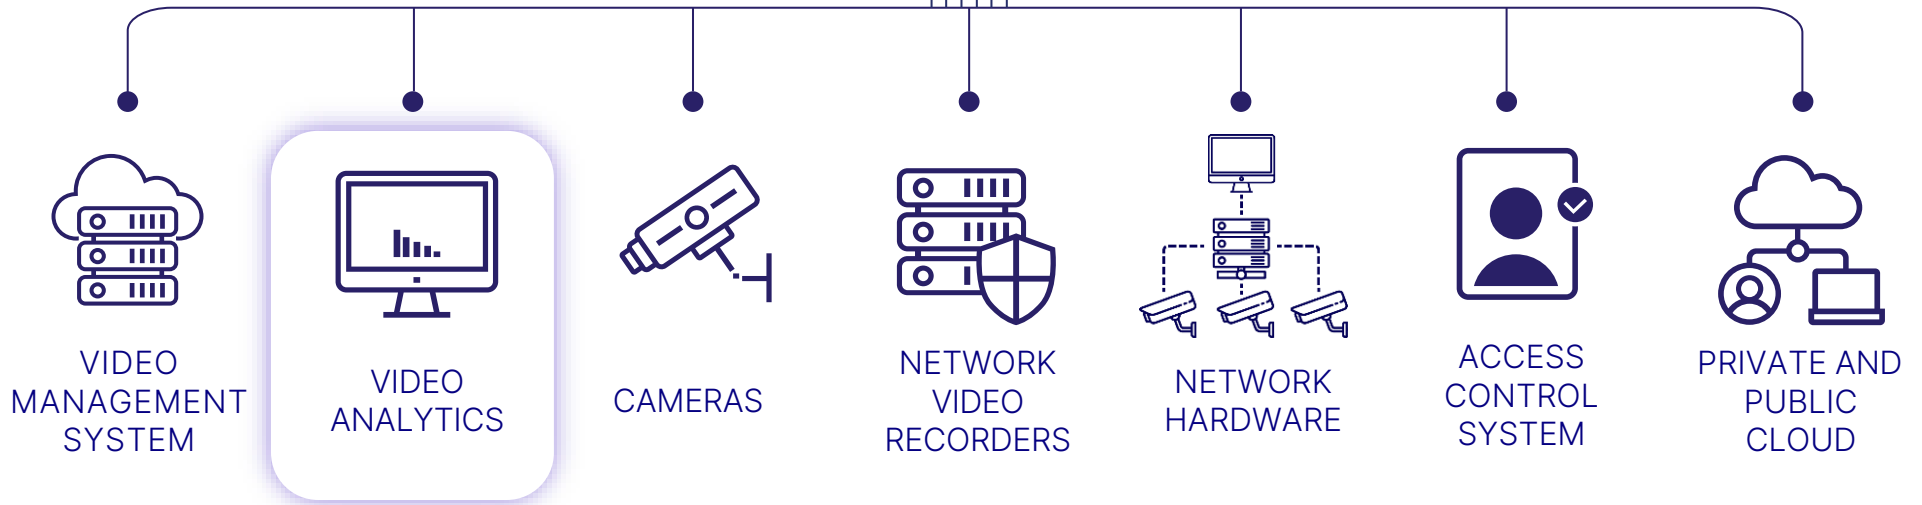 VIDEO
MANAGEMENT
SYSTEM
VIDEO
ANALYTICS
CAMERAS
NETWORK
VIDEO
RECORDERS
NETWORK
HARDWARE
ACCESS
CONTROL
SYSTEM
PRIVATE AND
PUBLIC
CLOUD